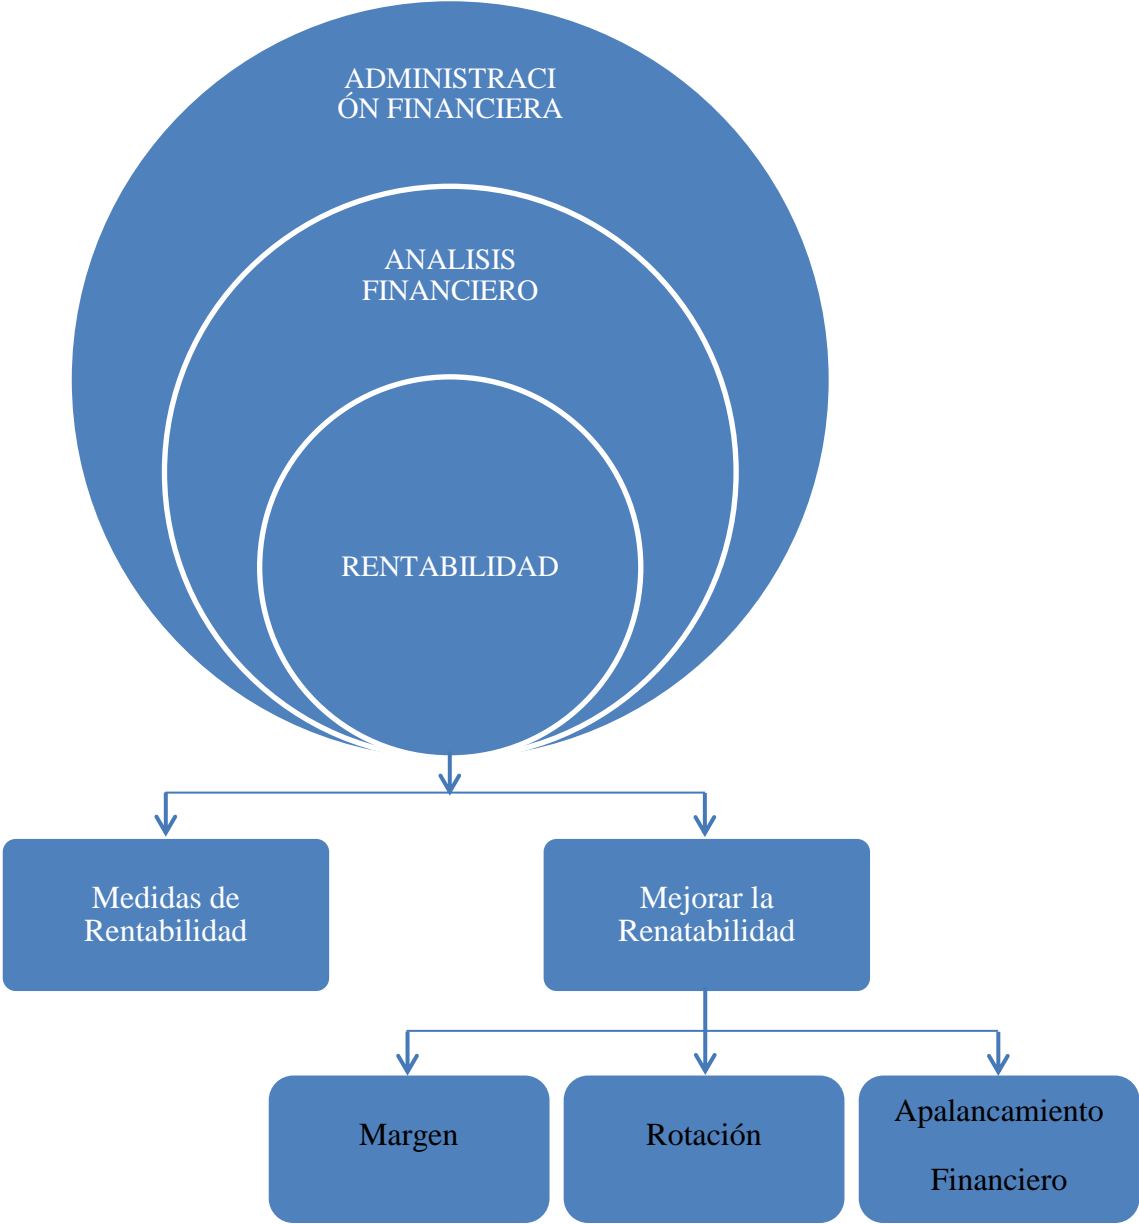 ADMINISTRACI
ÓN FINANCIERA
ANALISIS
FINANCIERO
RENTABILIDAD
Medidas de
Rentabilidad
Mejorar la
Renatabilidad
Margen
Rotación
Apalancamiento
Financiero